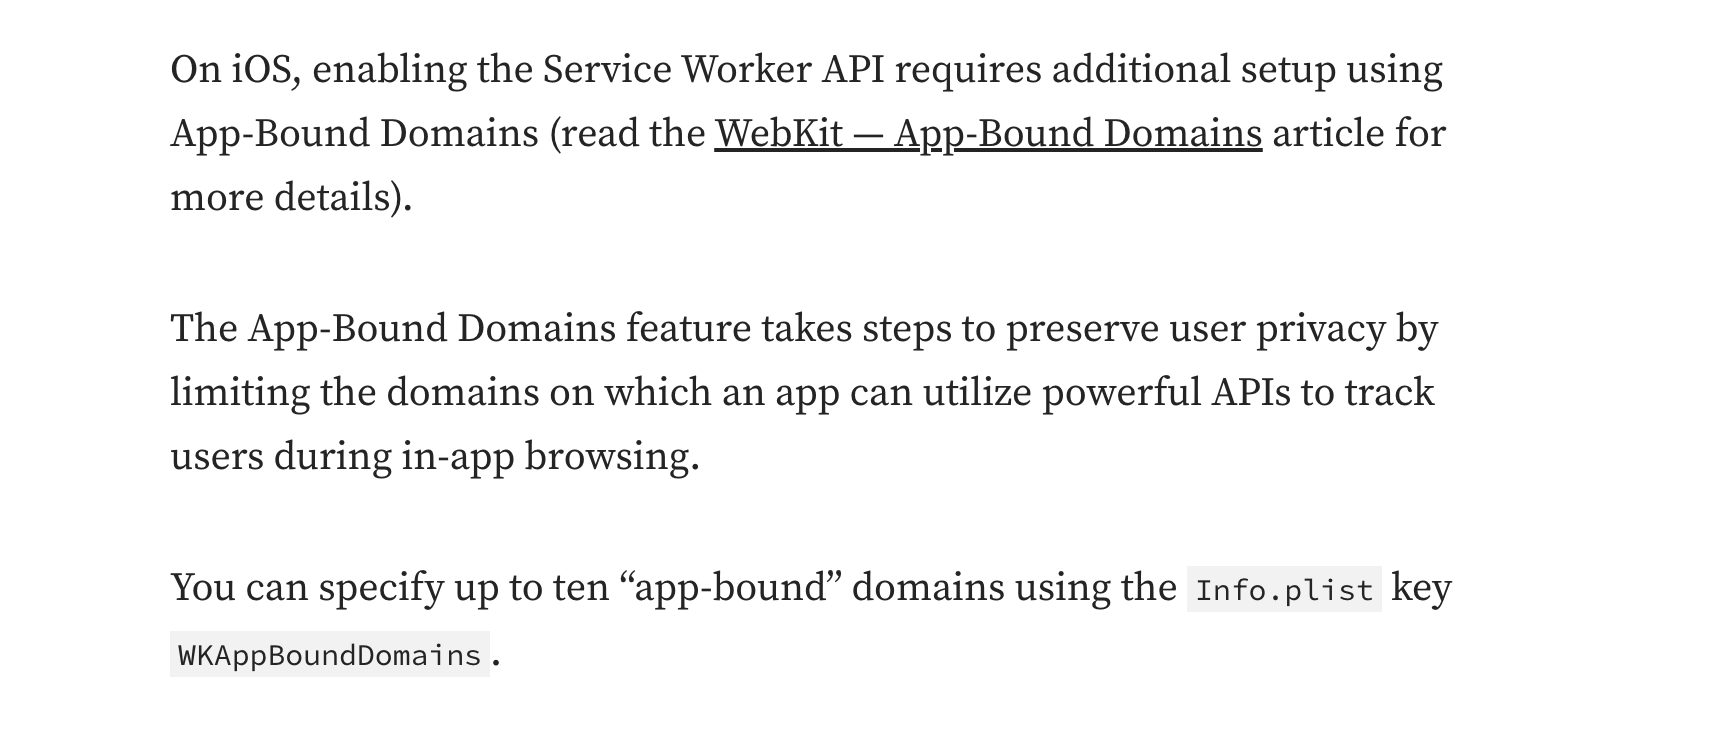 On iOS, enabling the Service Worker API requires additional setup using
App-Bound Domains (read the WebKit — App-Bound Domains article for
more details).
The App-Bound Domains feature takes steps to preserve user privacy by
limiting the domains on which an app can utilize powerful APIs to track
users during in-app browsing.
You can specify up to ten “app-bound” domains using the Info.plist key
WKAppBoundDomains.